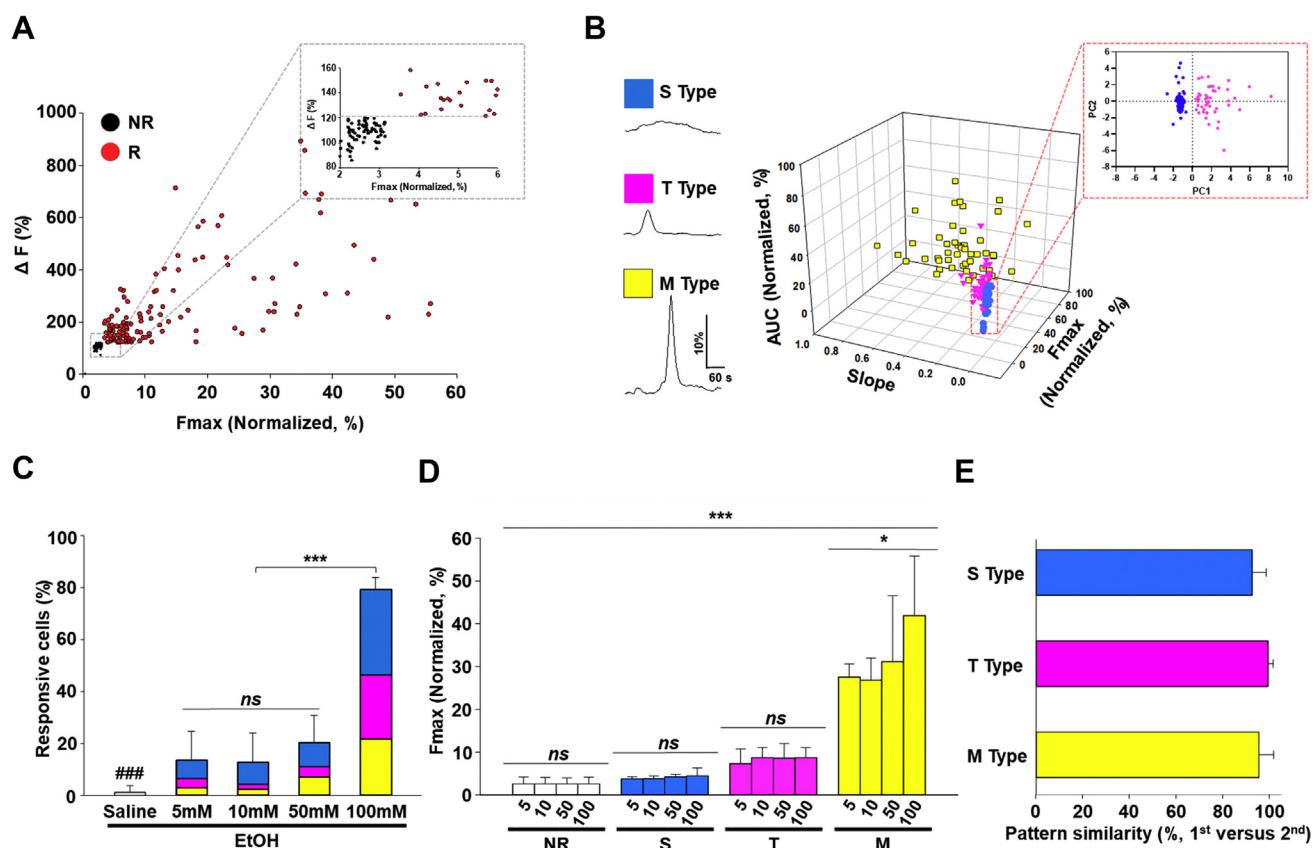 A
1000
800
600
400
200
0
Δ F (%)
0
10
20
30
40
50
60
Fmax (Normalized, %)
NR
R
160
140
120
100
80
Δ F (%)
2
3
4
5
6
Fmax (Normalized, %)
B
S Type
T Type
M Type
10%
60 s
100
80
60
40
20
0
AUC (Normalized, %)
1.0
0.8
0.6
0.4
0.2
0.0
Slope
0
20
40
60
80
100
Fmax
(Normalized, %)
6
4
2
0
-2
-4
-6
-8
PC2
-8
-6
-4
-2
0
2
4
6
8
10
PC1
C
100
80
60
40
20
0
Responsive cells (%)
***
ns
###
Saline 5mM 10mM 50mM 100mM
EtOH
D
60
50
40
30
20
10
0
Fmax (Normalized, %)
***
*
ns
ns
ns
5 10 50 100 5 10 50 100 5 10 50 100 5 10 50 100
NR S T M
E
S Type
T Type
M Type
0 20 40 60 80 100
Pattern similarity (%, 1st versus 2nd)